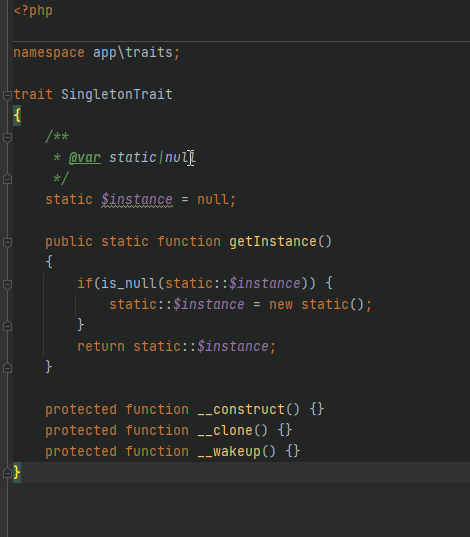 <?php
namespace app\traits;
trait SingletonTrait
{
/**
* @var static|null
*/
static $instance = null;
public static function getInstance()
{
if(is_null(static::$instance)) {
static::$instance = new static();
}
return static::$instance;
}
protected function __construct() {}
protected function __clone() {}
protected function __wakeup() {}
}